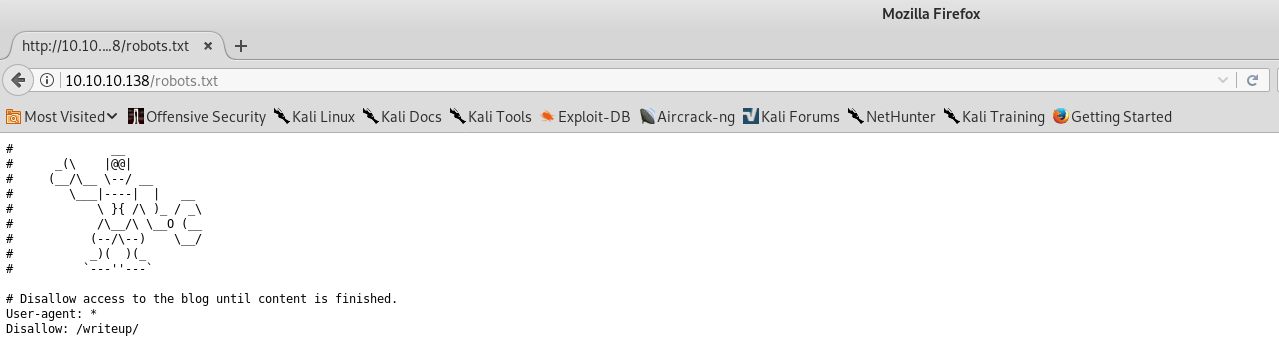 Mozilla Firefox
http://10.10....8/robots.txt
10.10.10.138/robots.txt
Most Visited Offensive Security Kali Linux Kali Docs Kali Tools Exploit-DB Aircrack-ng Kali Forums NetHunter Kali Training Getting Started
#              __
#      _(\    |@@|
#     (__/\__ \--/ __
#        \___|----|  |   __
#            \ }{ /\ )_ / _\
#            /\__/\ \__O (__
#           (--/\--)    \__/
#           _)(  )(_
#          `---''---`
# Disallow access to the blog until content is finished.
User-agent: *
Disallow: /writeup/